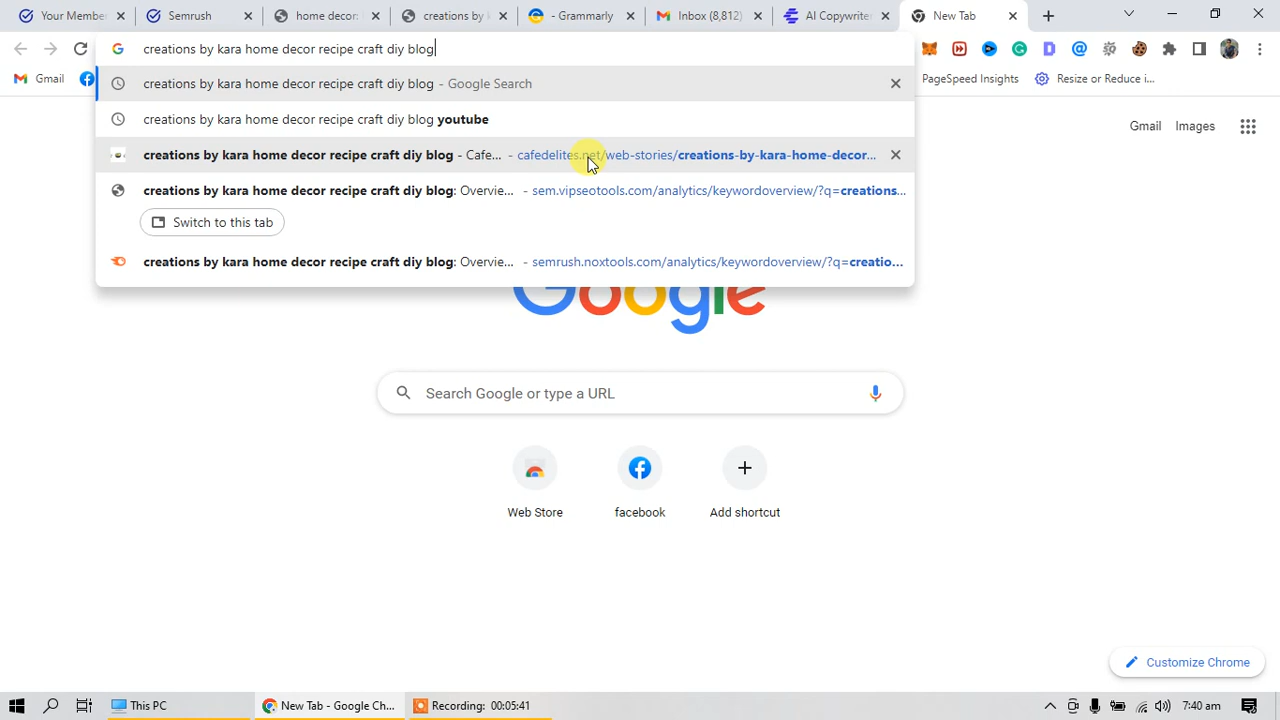 Your Memb
Semrush
home decor
creations by k
- Grammarly
Inbox (8,812)
AI Copywrite
New Tab
creations by kara home decor recipe craft diy blog
Gmail
PageSpeed Insights
Resize or Reduce i...
creations by kara home decor recipe craft diy blog - Google Search
creations by kara home decor recipe craft diy blog youtube
creations by kara home decor recipe craft diy blog - Cafe... - cafedelites.net/web-stories/creations-by-kara-home-decor...
creations by kara home decor recipe craft diy blog: Overvie... - sem.vipseotools.com/analytics/keywordoverview/?q=creations...
Switch to this tab
creations by kara home decor recipe craft diy blog: Overvie... - semrush.noxtools.com/analytics/keywordoverview/?q=creatio...
Gmail Images
Google
Search Google or type a URL
Web Store
facebook
Add shortcut
Customize Chrome
This PC
New Tab - Google Ch...
Recording: 00:05:41
7:40 am